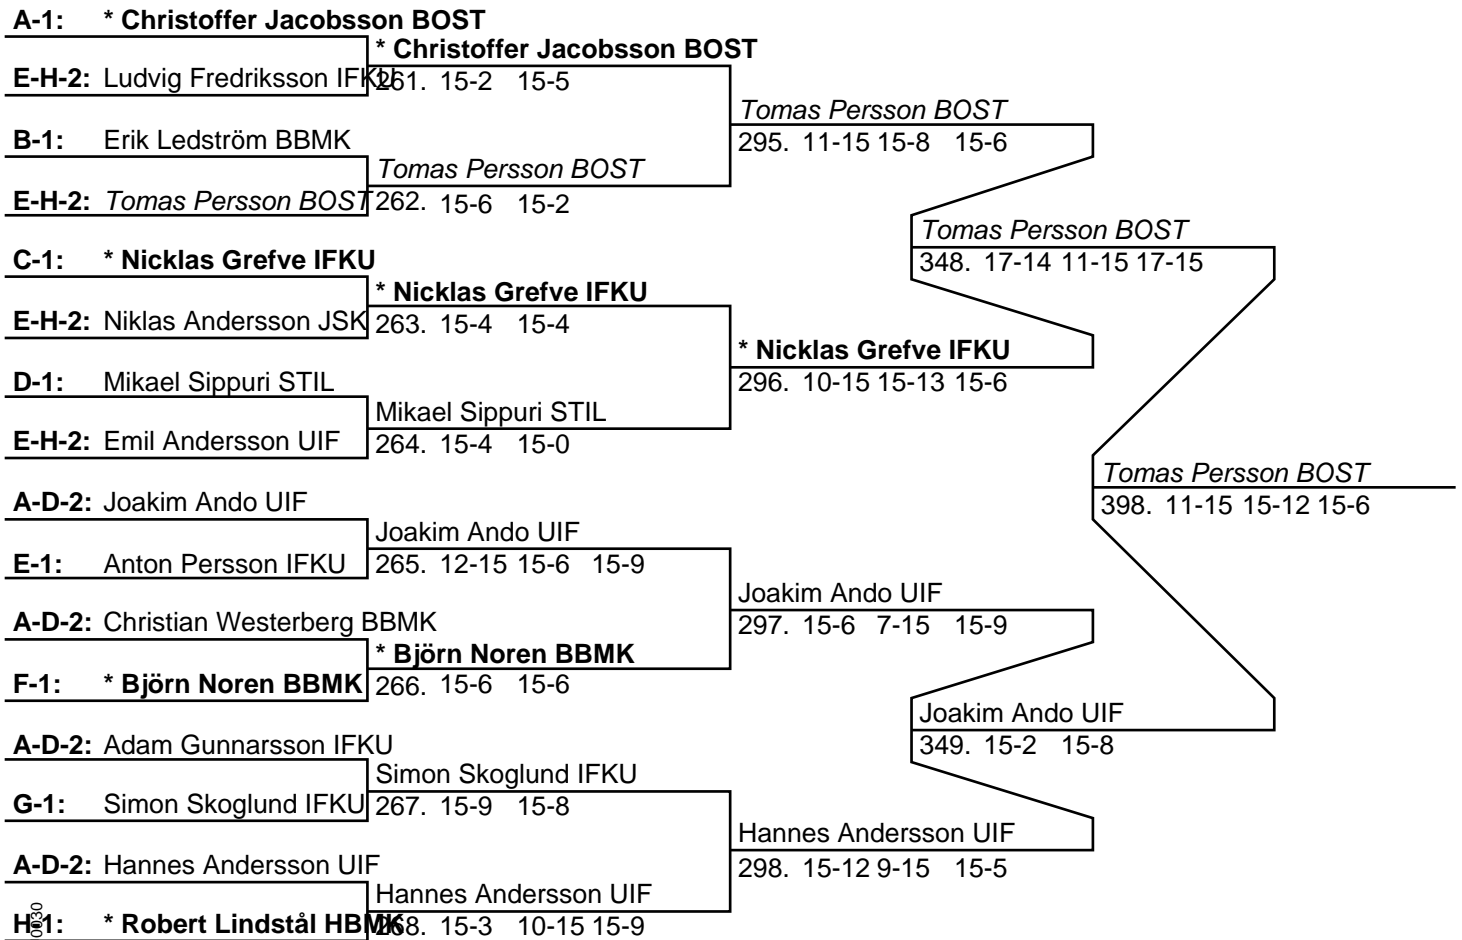 A-1: * Christoffer Jacobsson BOST
* Christoffer Jacobsson BOST
E-H-2: Ludvig Fredriksson IFKU
261. 15-2 15-5
Tomas Persson BOST
295. 11-15 15-8 15-6
B-1: Erik Ledström BBMK
Tomas Persson BOST
E-H-2: Tomas Persson BOST
262. 15-6 15-2
Tomas Persson BOST
348. 17-14 11-15 17-15
C-1: * Nicklas Grefve IFKU
* Nicklas Grefve IFKU
E-H-2: Niklas Andersson JSK
263. 15-4 15-4
* Nicklas Grefve IFKU
296. 10-15 15-13 15-6
D-1: Mikael Sippuri STIL
Mikael Sippuri STIL
E-H-2: Emil Andersson UIF
264. 15-4 15-0
Tomas Persson BOST
398. 11-15 15-12 15-6
A-D-2: Joakim Ando UIF
Joakim Ando UIF
E-1: Anton Persson IFKU
265. 12-15 15-6 15-9
Joakim Ando UIF
297. 15-6 7-15 15-9
A-D-2: Christian Westerberg BBMK
* Björn Noren BBMK
F-1: * Björn Noren BBMK
266. 15-6 15-6
Joakim Ando UIF
349. 15-2 15-8
A-D-2: Adam Gunnarsson IFKU
Simon Skoglund IFKU
G-1: Simon Skoglund IFKU
267. 15-9 15-8
Hannes Andersson UIF
298. 15-12 9-15 15-5
A-D-2: Hannes Andersson UIF
Hannes Andersson UIF
H-1: * Robert Lindstål HBMK
268. 15-3 10-15 15-9